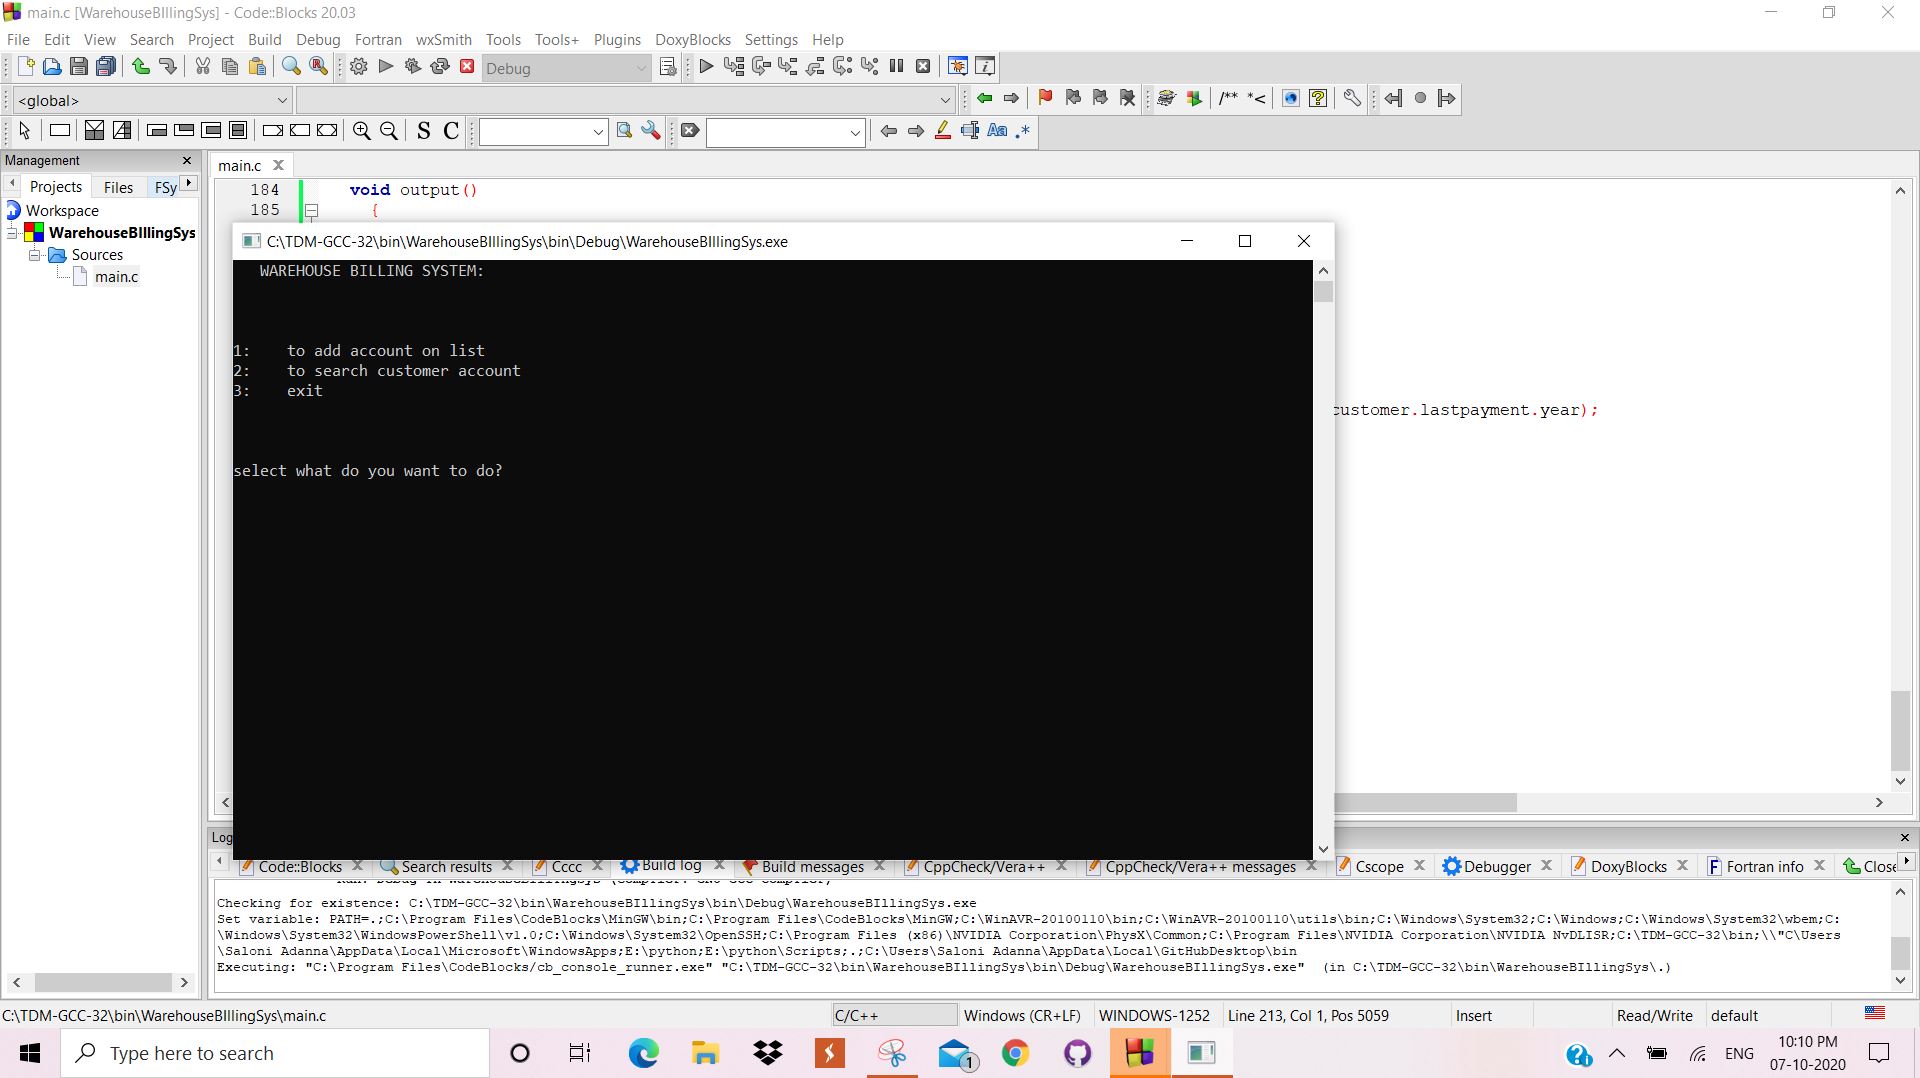 main.c [WarehouseBIllingSys] - Code::Blocks 20.03
File Edit View Search Project Build Debug Fortran wxSmith Tools Tools+ Plugins DoxyBlocks Settings Help
Debug
<global>
/** *<
S C
Aa .*
Management
main.c
Projects Files FSy
184 void output()
Workspace
185 {
WarehouseBIllingSys
Sources
main.c
C:\TDM-GCC-32\bin\WarehouseBIllingSys\bin\Debug\WarehouseBIllingSys.exe
WAREHOUSE BILLING SYSTEM:
1: to add account on list
2: to search customer account
3: exit
customer.lastpayment.year);
select what do you want to do?
Log
Code::Blocks Search results Cccc Build log Build messages CppCheck/Vera++ CppCheck/Vera++ messages Cscope Debugger DoxyBlocks Fortran info Close
Checking for existence: C:\TDM-GCC-32\bin\WarehouseBIllingSys\bin\Debug\WarehouseBIllingSys.exe
Set variable: PATH=.;C:\Program Files\CodeBlocks\MinGW\bin;C:\Program Files\CodeBlocks\MinGW;C:\WinAVR-20100110\bin;C:\WinAVR-20100110\utils\bin;C:\Windows\System32;C:\Windows;C:\Windows\System32\wbem;C:
\Windows\System32\WindowsPowerShell\v1.0;C:\Windows\System32\OpenSSH;C:\Program Files (x86)\NVIDIA Corporation\PhysX\Common;C:\Program Files\NVIDIA Corporation\NVIDIA NvDLISR;C:\TDM-GCC-32\bin;\\"C\Users
\Saloni Adanna\AppData\Local\Microsoft\WindowsApps;E:\python;E:\python\Scripts;.;C:\Users\Saloni Adanna\AppData\Local\GitHubDesktop\bin
Executing: "C:\Program Files\CodeBlocks/cb_console_runner.exe" "C:\TDM-GCC-32\bin\WarehouseBIllingSys\bin\Debug\WarehouseBIllingSys.exe" (in C:\TDM-GCC-32\bin\WarehouseBIllingSys\.)
C:\TDM-GCC-32\bin\WarehouseBIllingSys\main.c C/C++ Windows (CR+LF) WINDOWS-1252 Line 213, Col 1, Pos 5059 Insert Read/Write default
Type here to search
1
ENG
10:10 PM
07-10-2020